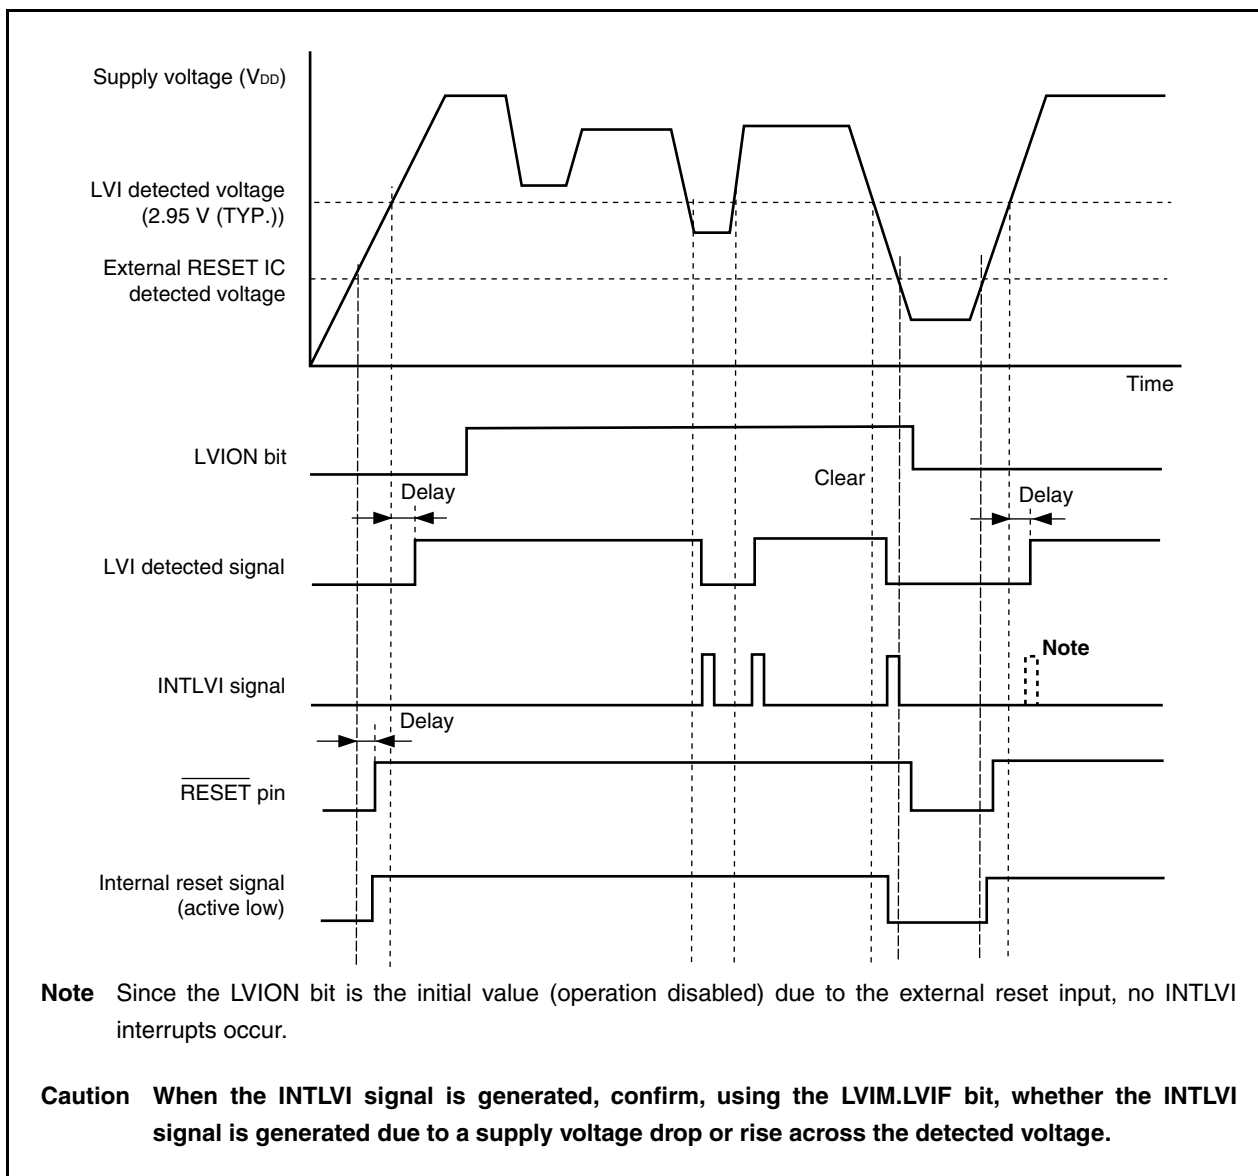 Supply voltage (VDD)
LVI detected voltage
(2.95 V (TYP.))
External RESET IC
detected voltage
Time
LVION bit
Clear
Delay
Delay
LVI detected signal
Note
INTLVI signal
Delay
RESET pin
Internal reset signal
(active low)
Note Since the LVION bit is the initial value (operation disabled) due to the external reset input, no INTLVI
interrupts occur.
Caution When the INTLVI signal is generated, confirm, using the LVIM.LVIF bit, whether the INTLVI
signal is generated due to a supply voltage drop or rise across the detected voltage.